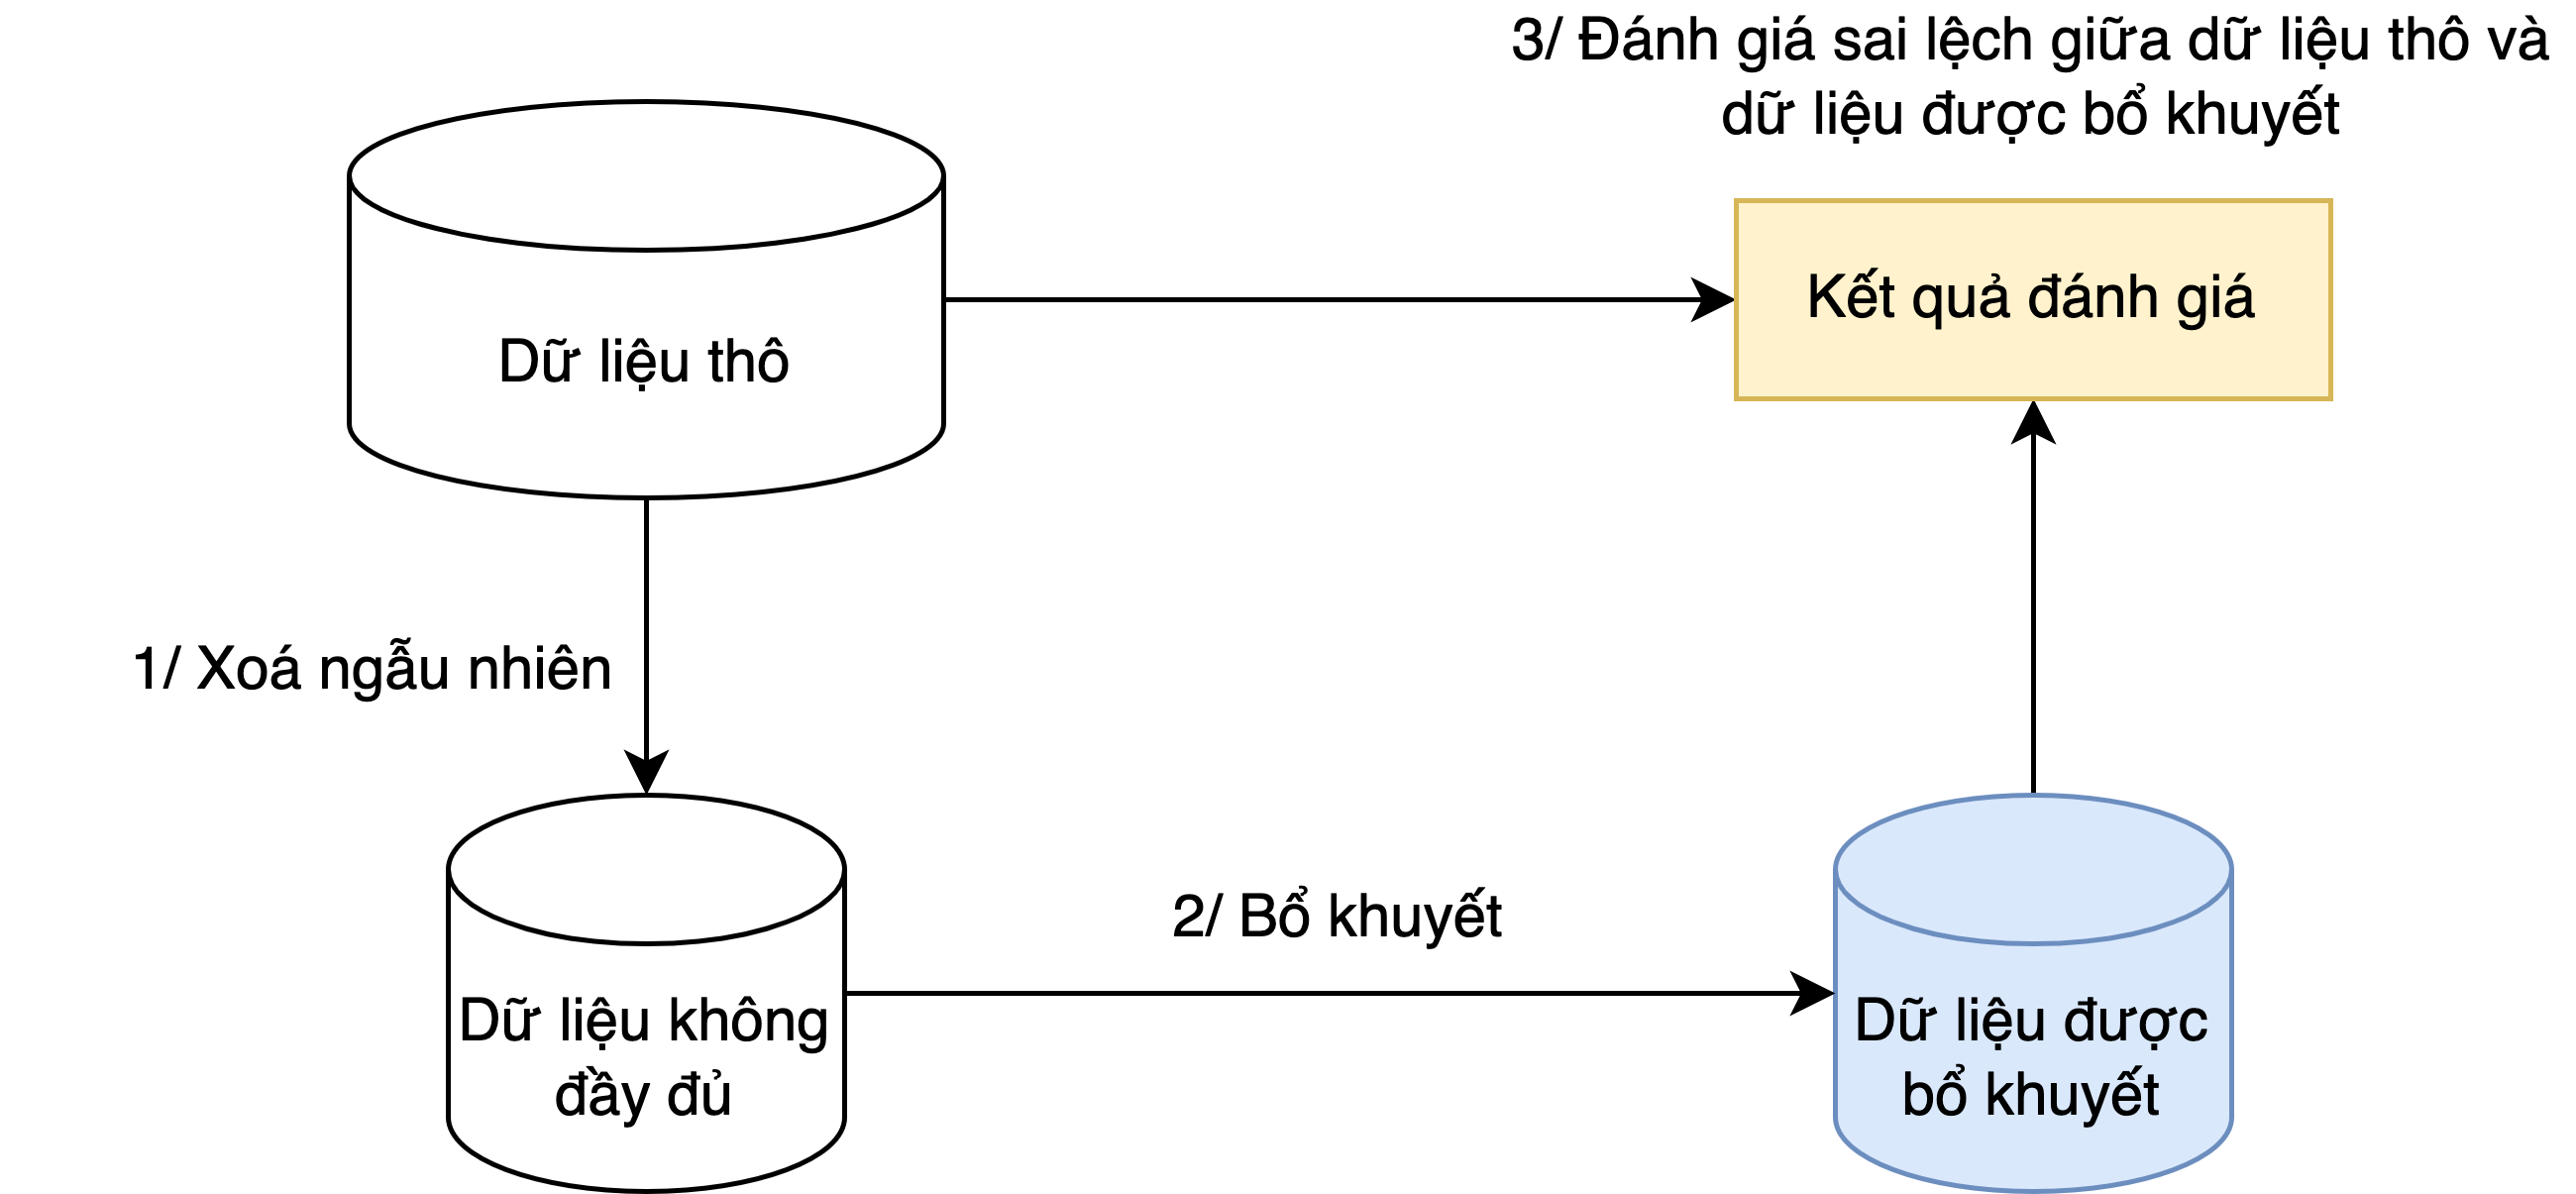 3/ Đánh giá sai lệch giữa dữ liệu thô và
dữ liệu được bổ khuyết
Dữ liệu thô
Kết quả đánh giá
1/ Xoá ngẫu nhiên
2/ Bổ khuyết
Dữ liệu không
đầy đủ
Dữ liệu được
bổ khuyết